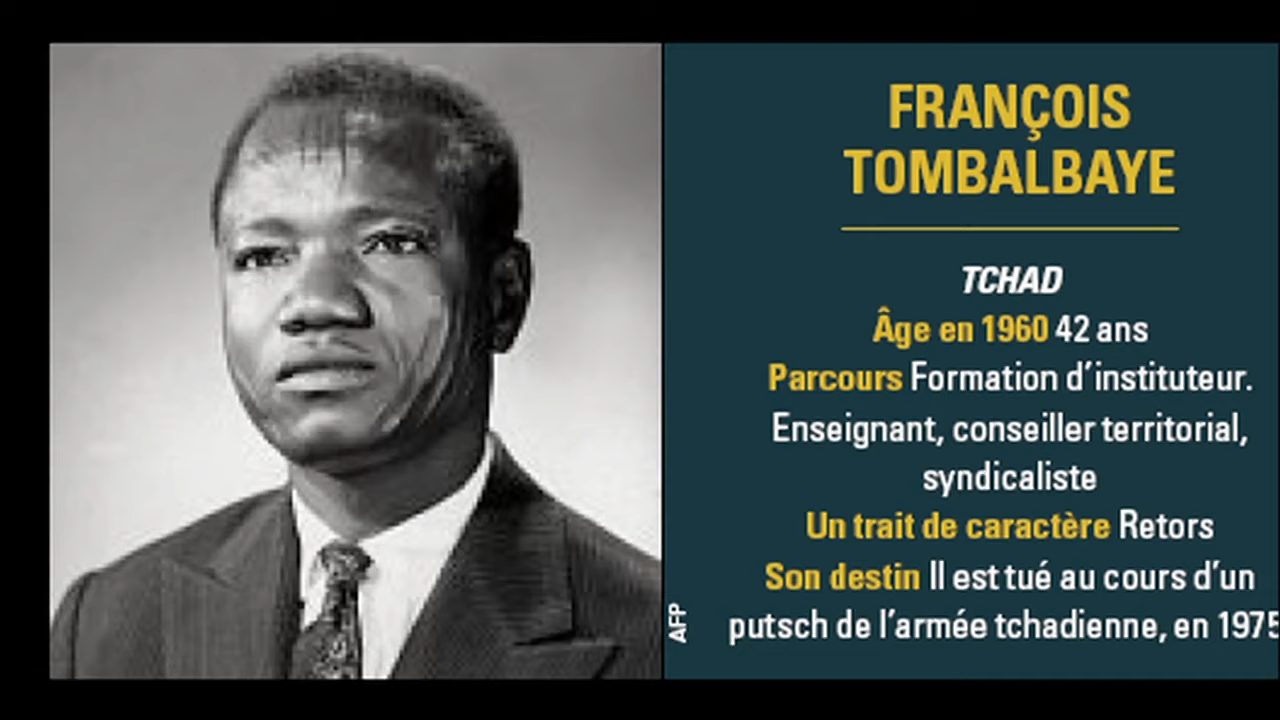 FRANÇOIS
TOMBALBAYE
TCHAD
Âge en 1960 42 ans
Parcours Formation d’instituteur.
Enseignant, conseiller territorial,
syndicaliste
Un trait de caractère Retors
Son destin Il est tué au cours d’un
putsch de l’armée tchadienne, en 1975
AFP